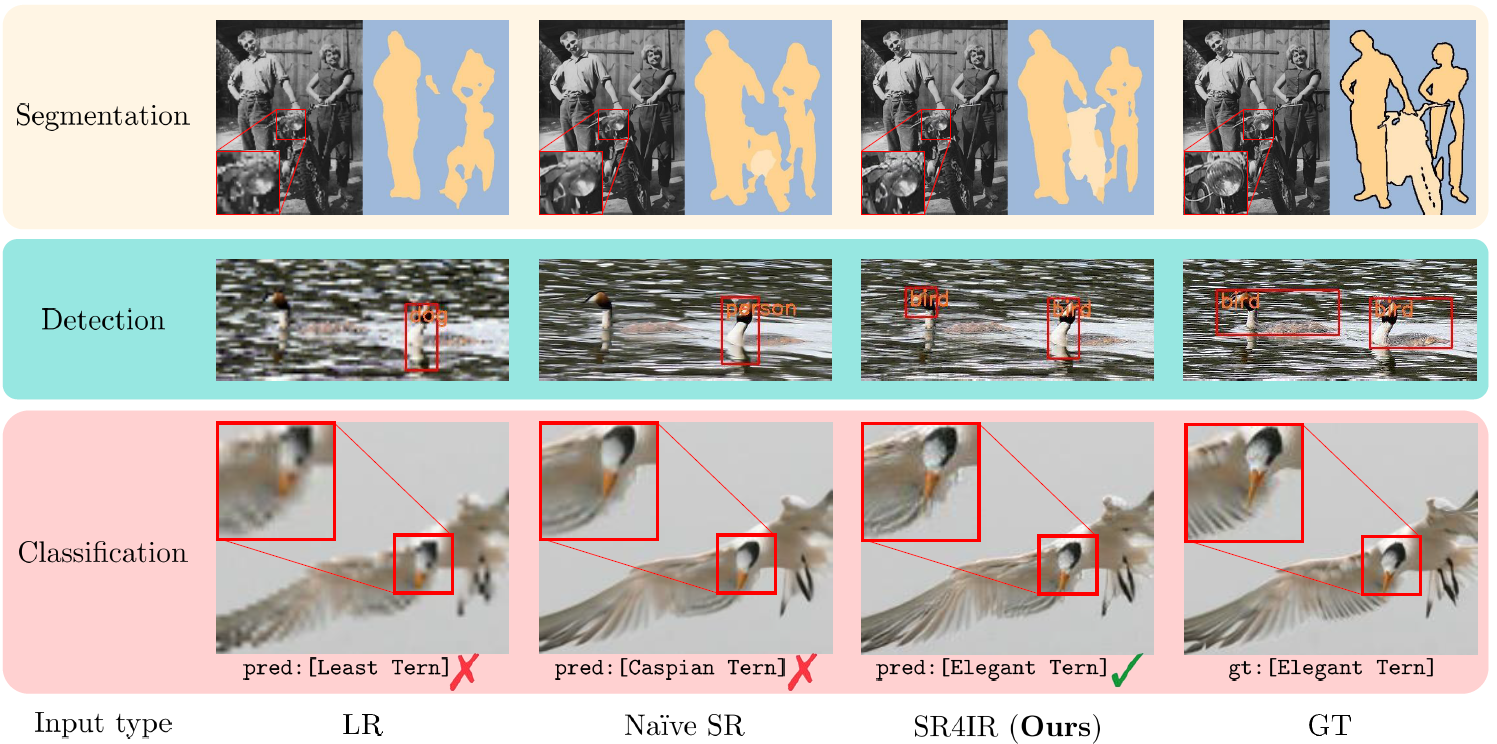 Segmentation
Detection
dog
person
bird
bird
bird
bird
Classification
pred:[Least Tern]✗
pred:[Caspian Tern]✗
pred:[Elegant Tern]✓
gt:[Elegant Tern]
Input type
LR
Naïve SR
SR4IR (Ours)
GT